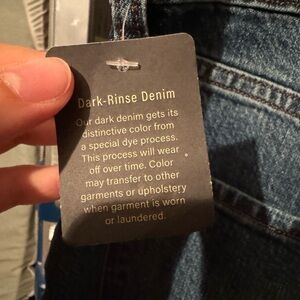 Dark-Rinse Denim
Our dark denim gets its
distinctive color from
a special dye process.
This process will wear
off over time. Color
may transfer to other
garments or upholstery
when garment is worn
or laundered.